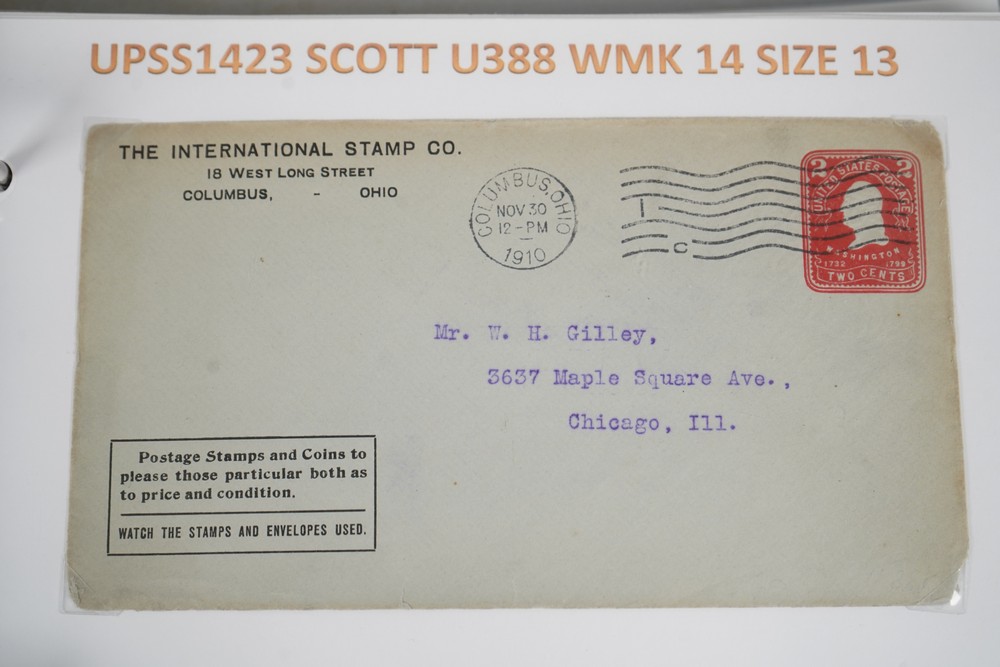 UPSS1423 SCOTT U388 WMK 14 SIZE 13
THE INTERNATIONAL STAMP CO.
18 WEST LONG STREET
COLUMBUS, - OHIO
COLUMBUS, OHIO
NOV 30
12-PM
1910
I
C
2 2
UNITED STATES POSTAGE
WASHINGTON
1732 1799
TWO CENTS
Mr. W. H. Gilley,
3637 Maple Square Ave.,
Chicago, Ill.
Postage Stamps and Coins to
please those particular both as
to price and condition.
WATCH THE STAMPS AND ENVELOPES USED.